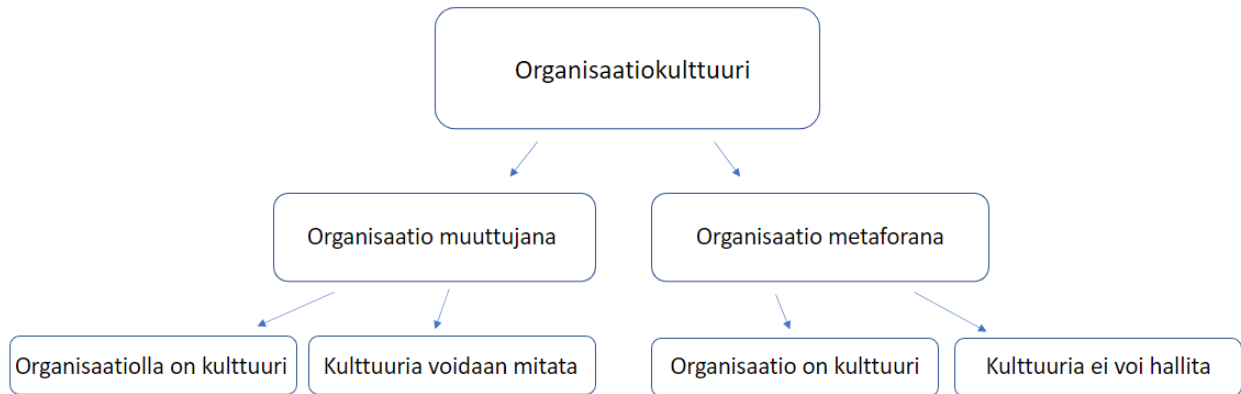 Organisaatiokulttuuri
Organisaatio muuttujana
Organisaatio metaforana
Organisaatiolla on kulttuuri
Kulttuuria voidaan mitata
Organisaatio on kulttuuri
Kulttuuria ei voi hallita